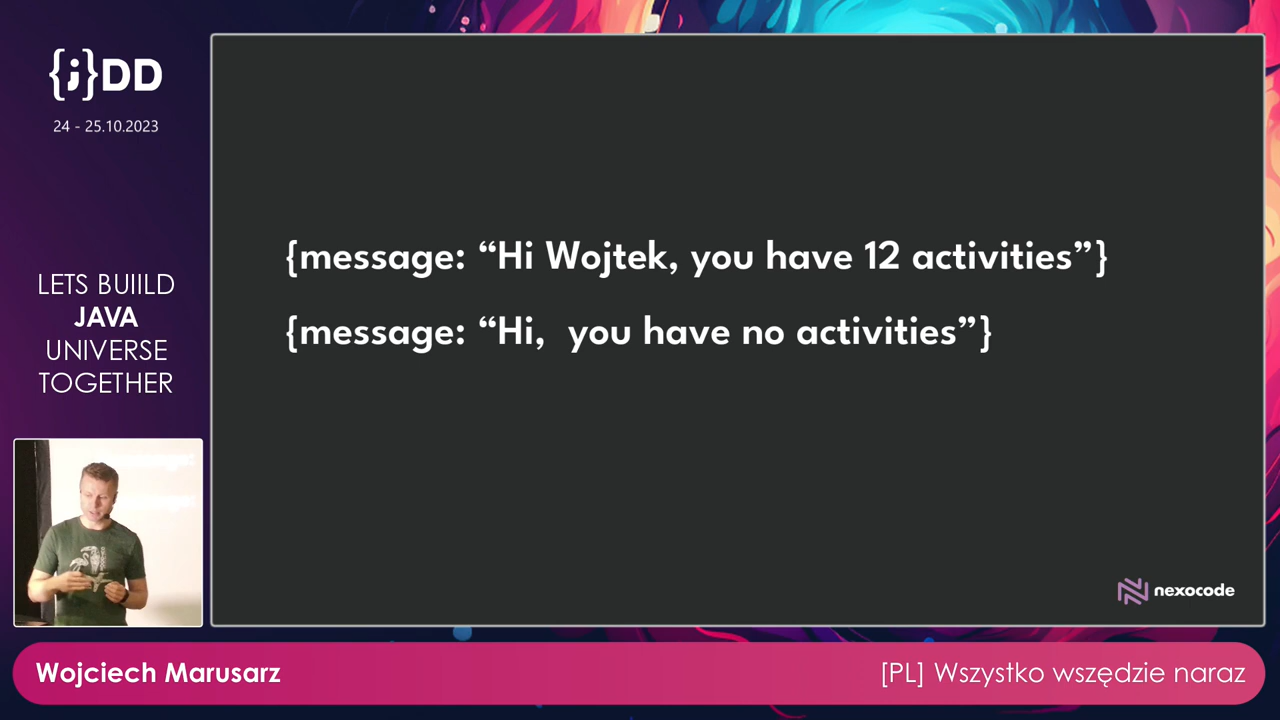 {j}DD
24 - 25.10.2023
LETS BUIILD
JAVA
UNIVERSE
TOGETHER
{message: “Hi Wojtek, you have 12 activities”}
{message: “Hi,  you have no activities”}
nexocode
Wojciech Marusarz
[PL] Wszystko wszędzie naraz